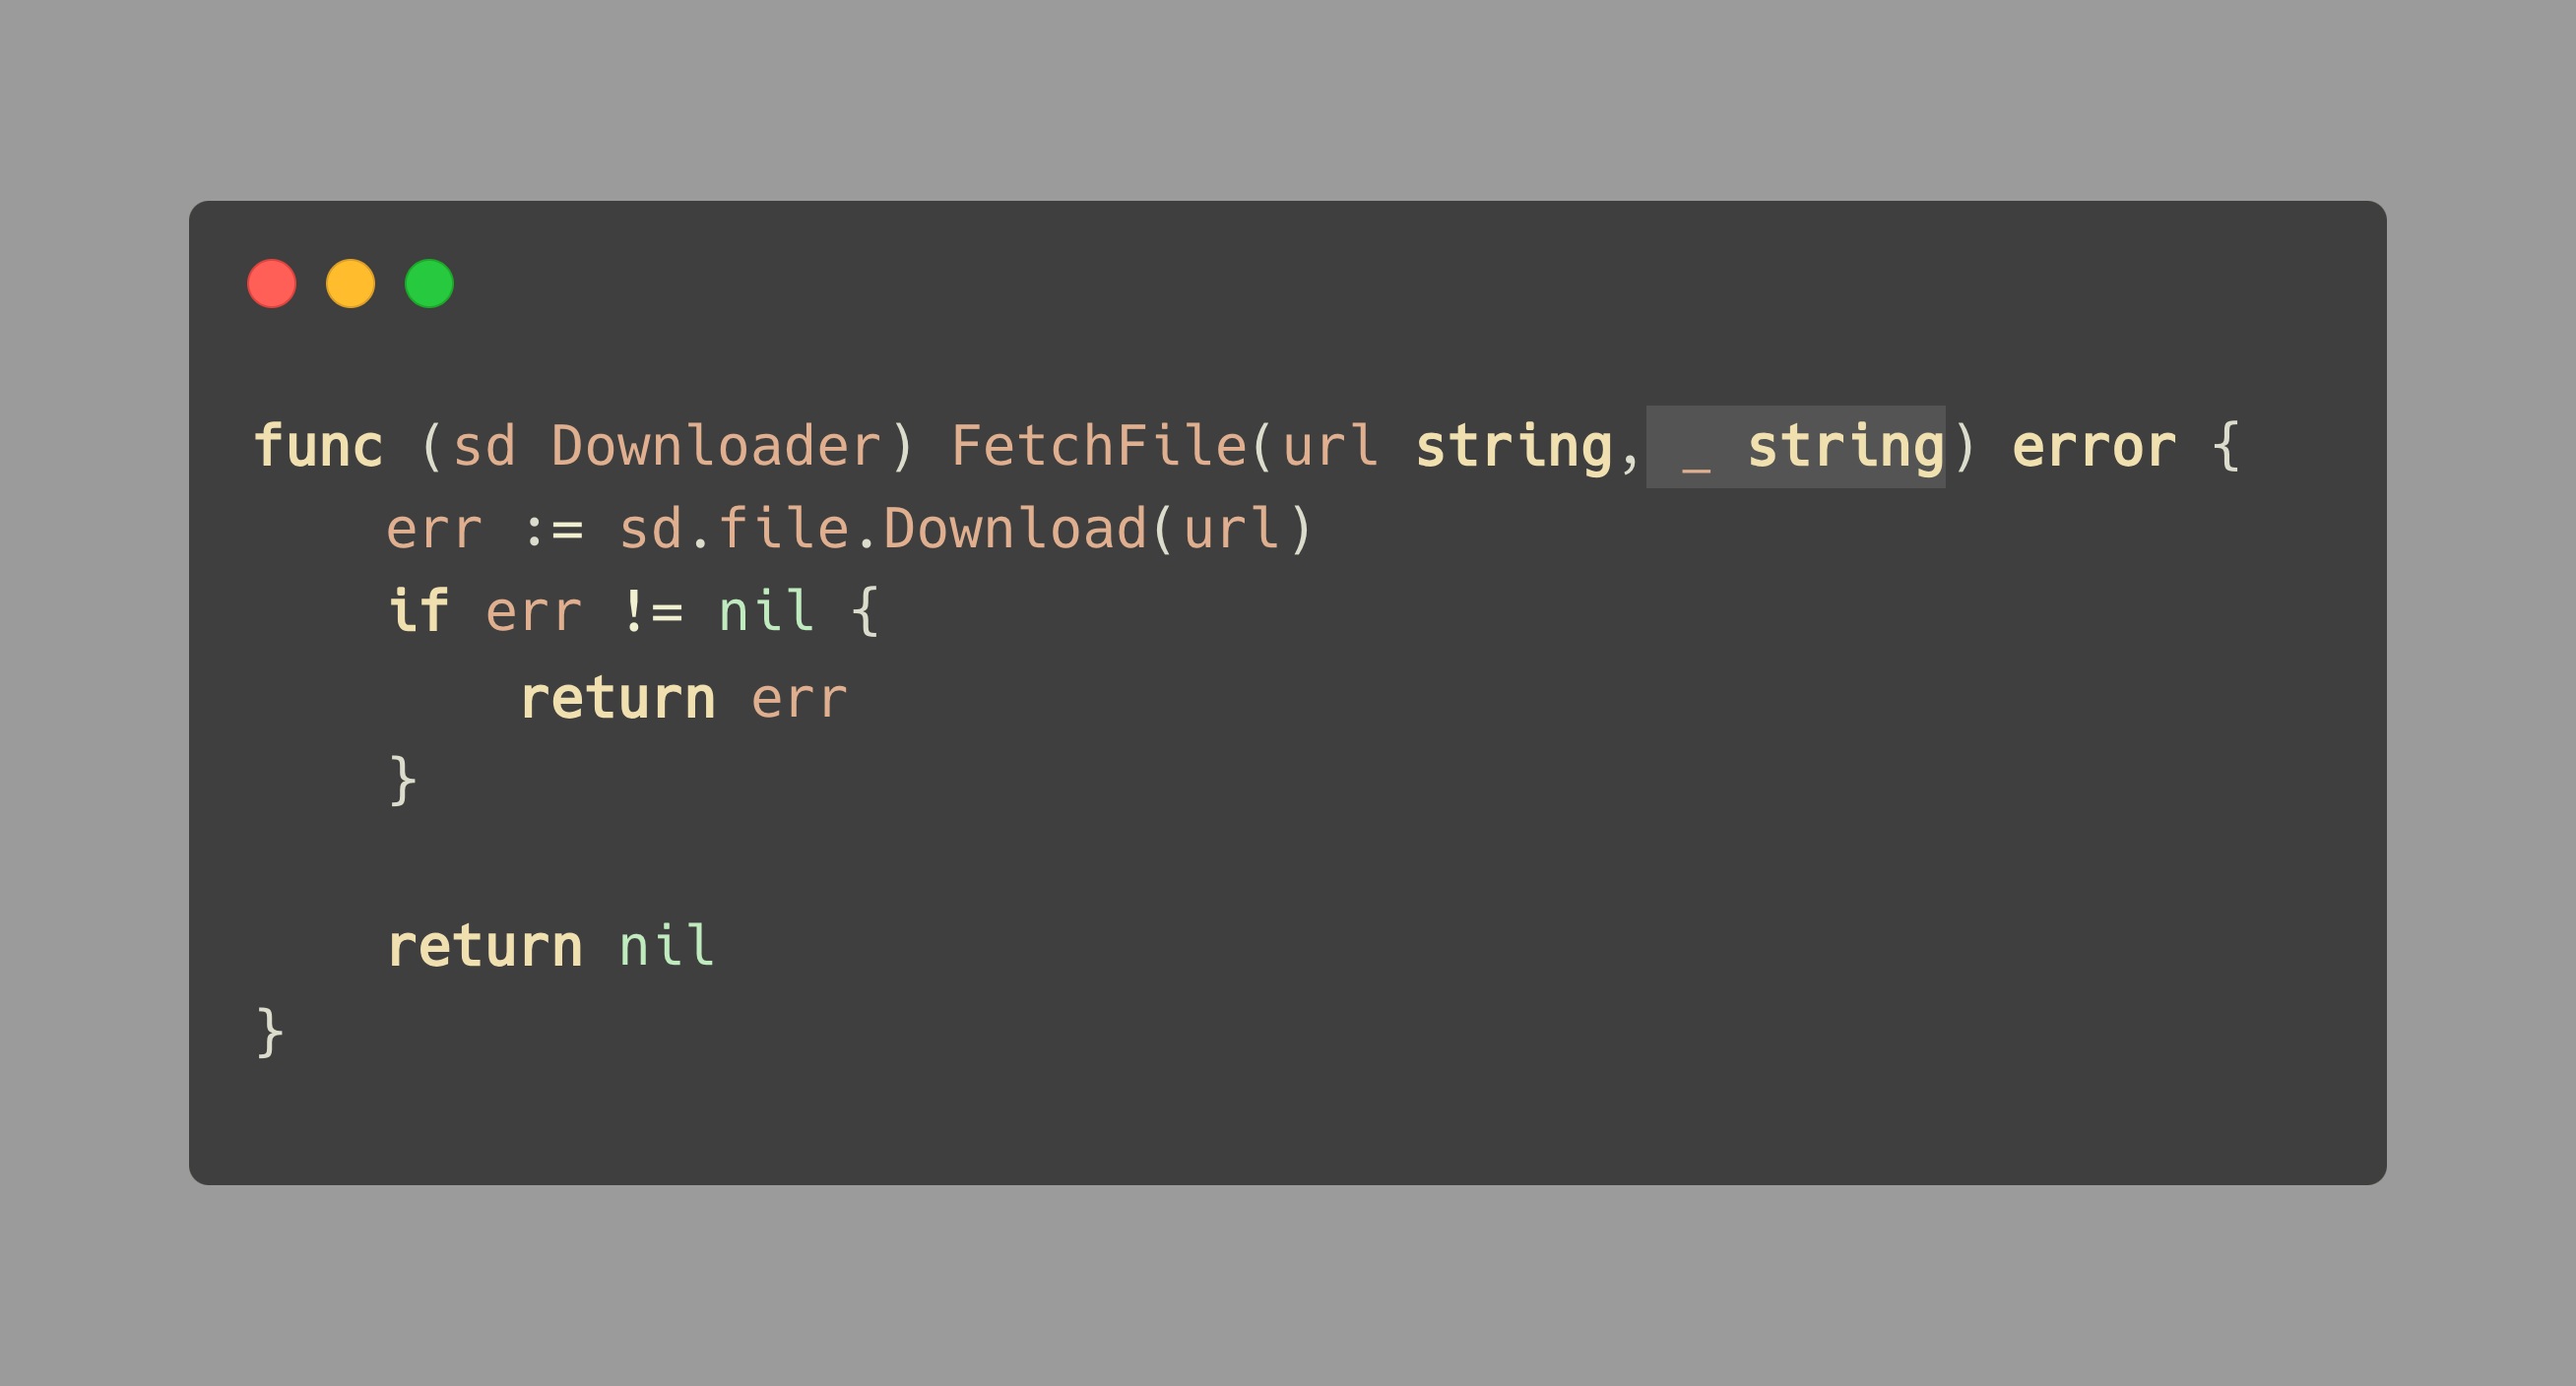 func (sd Downloader) FetchFile(url string, _ string) error {
    err := sd.file.Download(url)
    if err != nil {
        return err
    }

    return nil
}